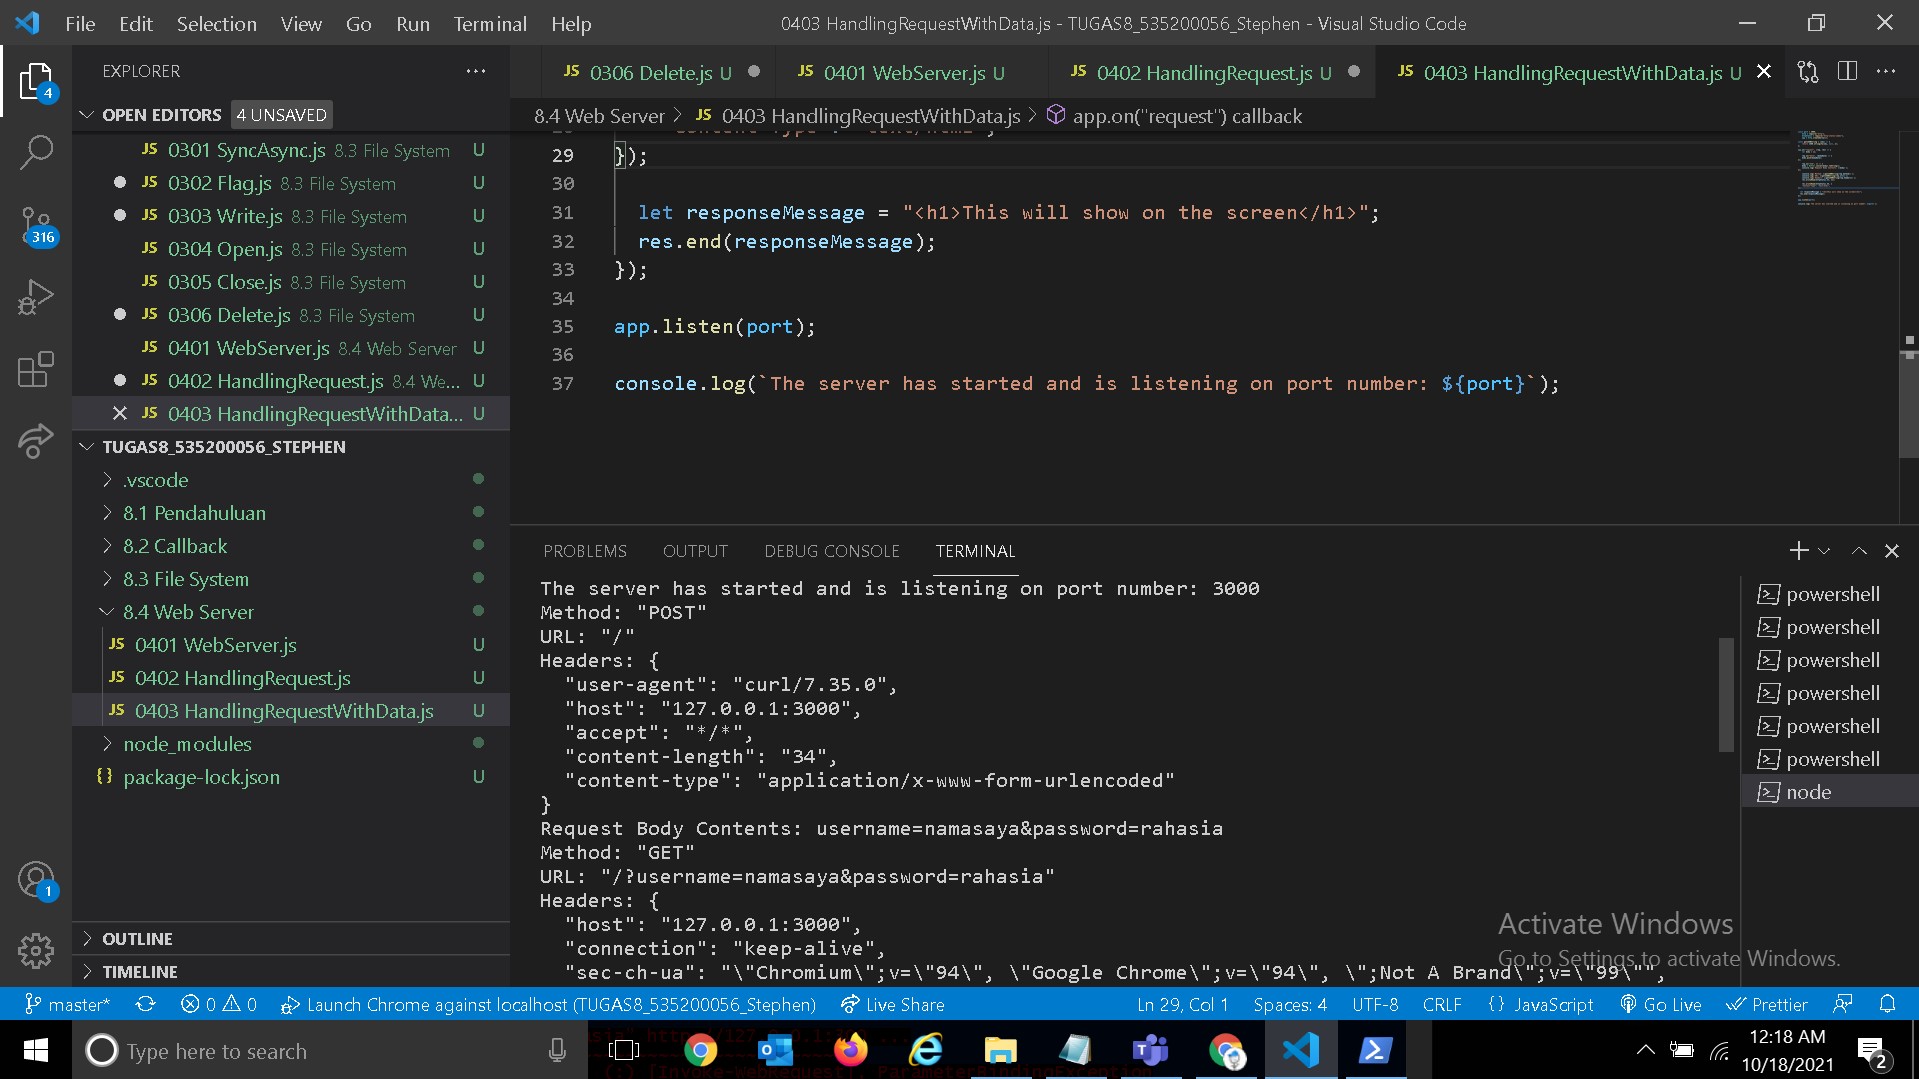 File Edit Selection View Go Run Terminal Help
0403 HandlingRequestWithData.js - TUGAS8_535200056_Stephen - Visual Studio Code
EXPLORER
JS 0306 Delete.js U
JS 0401 WebServer.js U
JS 0402 HandlingRequest.js U
JS 0403 HandlingRequestWithData.js U
OPEN EDITORS 4 UNSAVED
JS 0301 SyncAsync.js 8.3 File System U
JS 0302 Flag.js 8.3 File System U
JS 0303 Write.js 8.3 File System U
JS 0304 Open.js 8.3 File System U
JS 0305 Close.js 8.3 File System U
JS 0306 Delete.js 8.3 File System U
JS 0401 WebServer.js 8.4 Web Server U
JS 0402 HandlingRequest.js 8.4 We... U
JS 0403 HandlingRequestWithData... U
TUGAS8_535200056_STEPHEN
.vscode
8.1 Pendahuluan
8.2 Callback
8.3 File System
8.4 Web Server
JS 0401 WebServer.js U
JS 0402 HandlingRequest.js U
JS 0403 HandlingRequestWithData.js U
node_modules
{} package-lock.json U
OUTLINE
TIMELINE
4
316
1
8.4 Web Server > JS 0403 HandlingRequestWithData.js > app.on("request") callback
29 });
30
31 let responseMessage = "<h1>This will show on the screen</h1>";
32 res.end(responseMessage);
33 });
34
35 app.listen(port);
36
37 console.log(`The server has started and is listening on port number: ${port}`);
PROBLEMS OUTPUT DEBUG CONSOLE TERMINAL
The server has started and is listening on port number: 3000
Method: "POST"
URL: "/"
Headers: {
"user-agent": "curl/7.35.0",
"host": "127.0.0.1:3000",
"accept": "*/*",
"content-length": "34",
"content-type": "application/x-www-form-urlencoded"
}
Request Body Contents: username=namasaya&password=rahasia
Method: "GET"
URL: "/?username=namasaya&password=rahasia"
Headers: {
"host": "127.0.0.1:3000",
"connection": "keep-alive",
"sec-ch-ua": "\"Chromium\";v=\"94\", \"Google Chrome\";v=\"94\", \";Not A Brand\";v=\"99\"",
powershell
powershell
powershell
powershell
powershell
powershell
node
Activate Windows
Go to Settings to activate Windows.
master* 0 0 Launch Chrome against localhost (TUGAS8_535200056_Stephen) Live Share Ln 29, Col 1 Spaces: 4 UTF-8 CRLF {} JavaScript Go Live Prettier
Type here to search
12:18 AM
10/18/2021
2